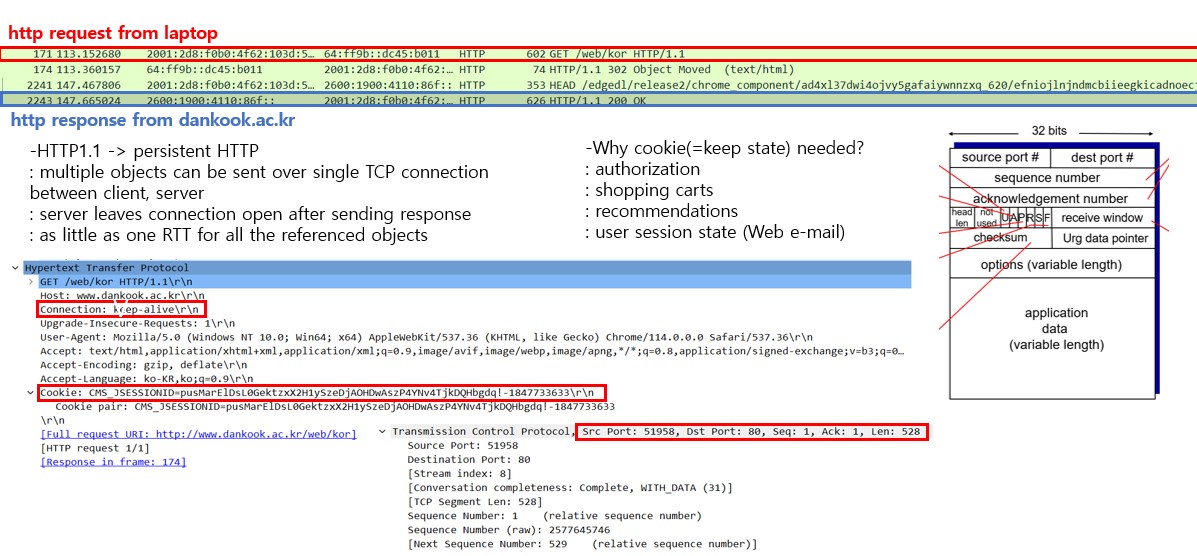 http request from laptop
171 113.152680 2001:2d8:f0b0:4f62:103d:5… 64:ff9b::dc45:b011 HTTP 602 GET /web/kor HTTP/1.1
174 113.360157 64:ff9b::dc45:b011 2001:2d8:f0b0:4f62:… HTTP 74 HTTP/1.1 302 Object Moved (text/html)
2241 147.467806 2001:2d8:f0b0:4f62:103d:5… 2600:1900:4110:86f:: HTTP 353 HEAD /edgedl/release2/chrome_component/ad4xl37dwi4ojvy5gafaiywnnzxq_620/efniojlnjndmcbiieegkicadnoect
2243 147.665024 2600:1900:4110:86f:: 2001:2d8:f0b0:4f62:… HTTP 626 HTTP/1.1 200 OK
http response from dankook.ac.kr
-HTTP1.1 -> persistent HTTP
: multiple objects can be sent over single TCP connection
between client, server
: server leaves connection open after sending response
: as little as one RTT for all the referenced objects
-Why cookie(=keep state) needed?
: authorization
: shopping carts
: recommendations
: user session state (Web e-mail)
32 bits
source port # dest port #
sequence number
acknowledgement number
head len not used U A P R S F receive window
checksum Urg data pointer
options (variable length)
application
data
(variable length)
Hypertext Transfer Protocol
GET /web/kor HTTP/1.1\r\n
Host: www.dankook.ac.kr\r\n
Connection: keep-alive\r\n
Upgrade-Insecure-Requests: 1\r\n
User-Agent: Mozilla/5.0 (Windows NT 10.0; Win64; x64) AppleWebKit/537.36 (KHTML, like Gecko) Chrome/114.0.0.0 Safari/537.36\r\n
Accept: text/html,application/xhtml+xml,application/xml;q=0.9,image/avif,image/webp,image/apng,*/*;q=0.8,application/signed-exchange;v=b3;q=0…
Accept-Encoding: gzip, deflate\r\n
Accept-Language: ko-KR,ko;q=0.9\r\n
Cookie: CMS_JSESSIONID=pusMarElDsL0GektzxX2H1ySzeDjAOHDwAszP4YNv4TjkDQHbgdq!-1847733633\r\n
Cookie pair: CMS_JSESSIONID=pusMarElDsL0GektzxX2H1ySzeDjAOHDwAszP4YNv4TjkDQHbgdq!-1847733633
\r\n
[Full request URI: http://www.dankook.ac.kr/web/kor]
[HTTP request 1/1]
[Response in frame: 174]
Transmission Control Protocol, Src Port: 51958, Dst Port: 80, Seq: 1, Ack: 1, Len: 528
Source Port: 51958
Destination Port: 80
[Stream index: 8]
[Conversation completeness: Complete, WITH_DATA (31)]
[TCP Segment Len: 528]
Sequence Number: 1 (relative sequence number)
Sequence Number (raw): 2577645746
[Next Sequence Number: 529 (relative sequence number)]